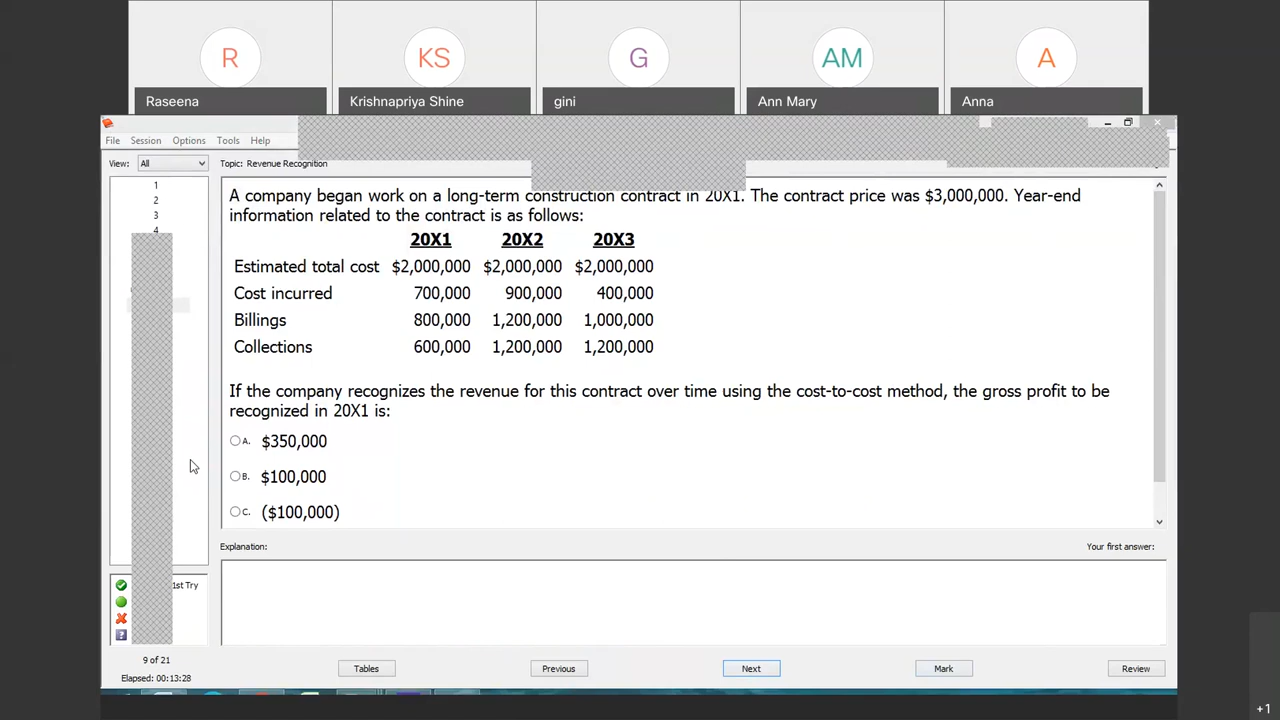 R KS G AM A
Raseena Krishnapriya Shine gini Ann Mary Anna
File Session Options Tools Help
View: All Topic: Revenue Recognition
1
2
3
4
A company began work on a long-term construction contract in 20X1. The contract price was $3,000,000. Year-end
information related to the contract is as follows:
20X1 20X2 20X3
Estimated total cost $2,000,000 $2,000,000 $2,000,000
Cost incurred 700,000 900,000 400,000
Billings 800,000 1,200,000 1,000,000
Collections 600,000 1,200,000 1,200,000
If the company recognizes the revenue for this contract over time using the cost-to-cost method, the gross profit to be
recognized in 20X1 is:
A. $350,000
B. $100,000
C. ($100,000)
Explanation: Your first answer:
1st Try
9 of 21
Elapsed: 00:13:28
Tables Previous Next Mark Review
+1